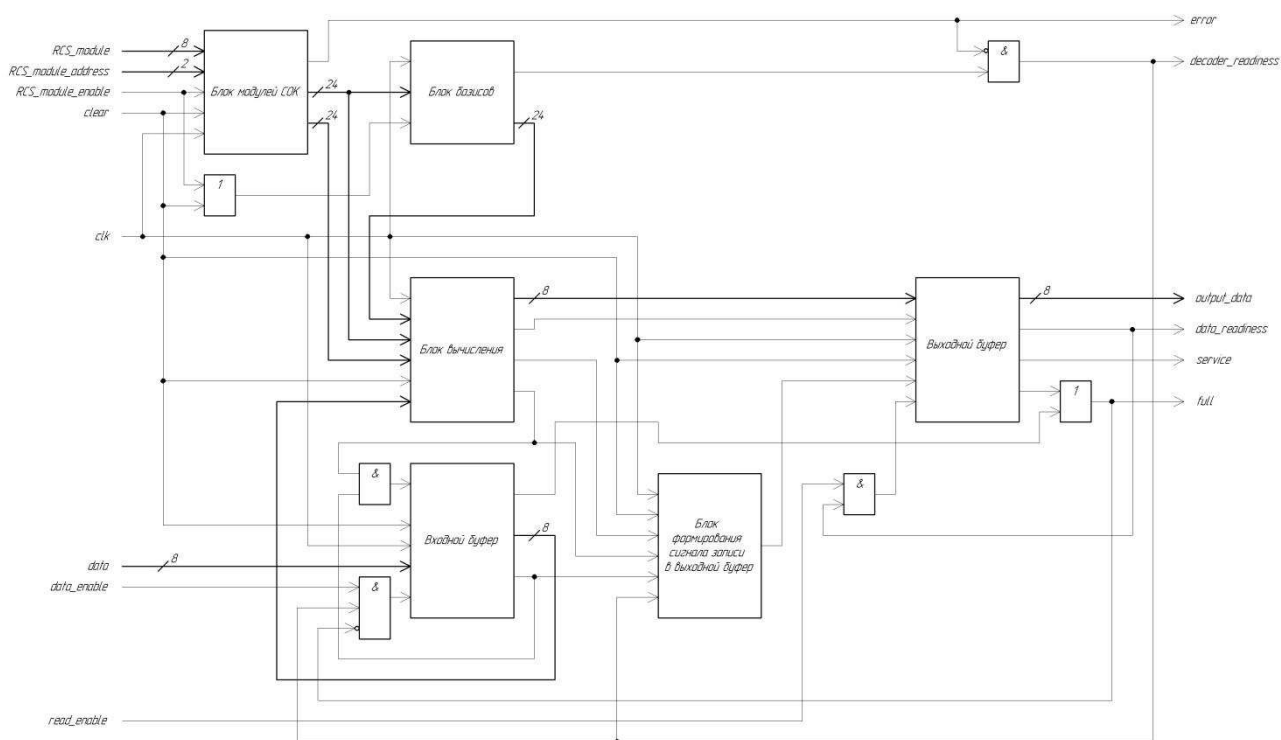 error
&
RCS_module
8
RCS_module_address
2
decoder_readiness
RCS_module_enable
Блок модулей СОК
24
Блок базисов
clear
24
24
1
clk
8
8
output_data
data_readiness
Блок вычисления
Выходной буфер
service
1
full
&
&
Входной буфер
8
Блок
формирования
сигнала записи
в выходной буфер
data
8
data_enable
&
read_enable